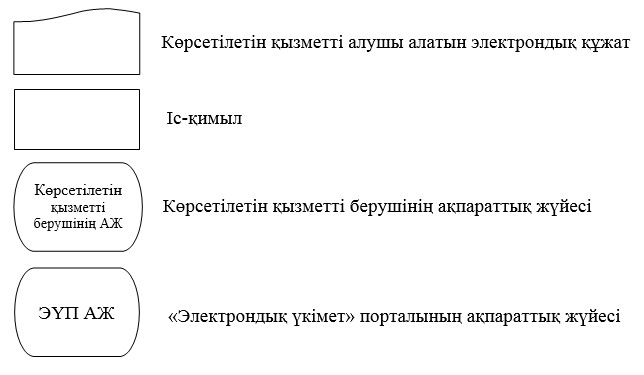 Көрсетілетін қызметті алушы алатын электрондық құжат
Іс-қимыл
Көрсетілетін
қызметті
берушінің АЖ
Көрсетілетін қызметті берушінің ақпараттық жүйесі
ЭҮП АЖ
«Электрондық үкімет» порталының ақпараттық жүйесі